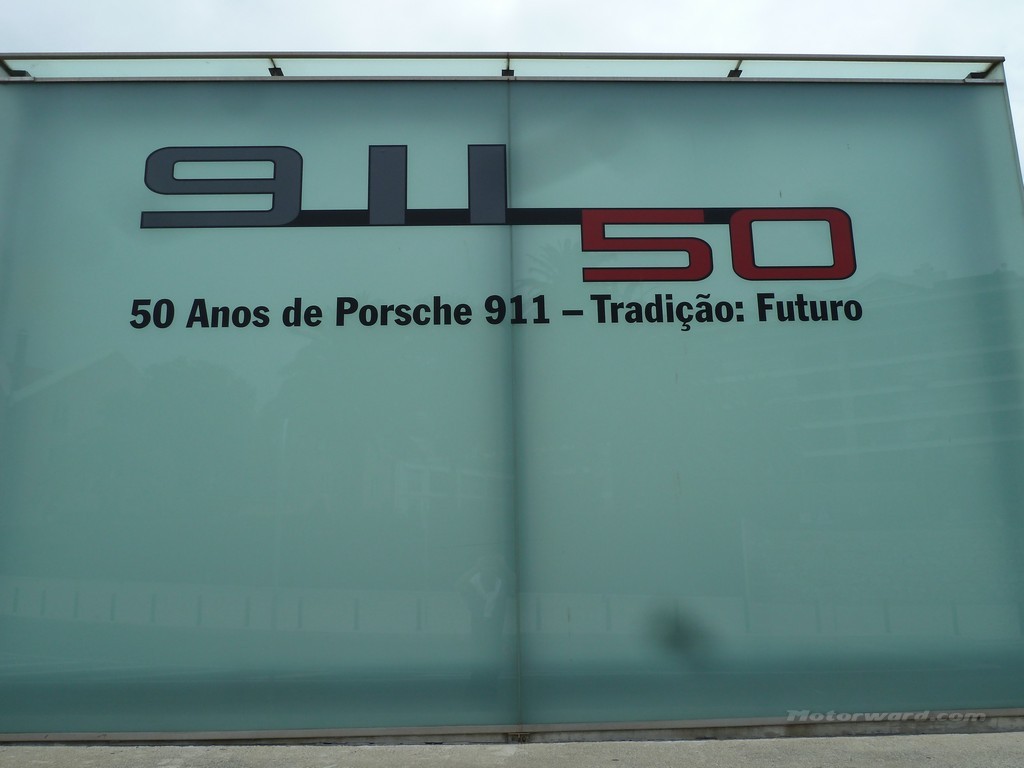 911 50
50 Anos de Porsche 911 – Tradição: Futuro
Motorward.com